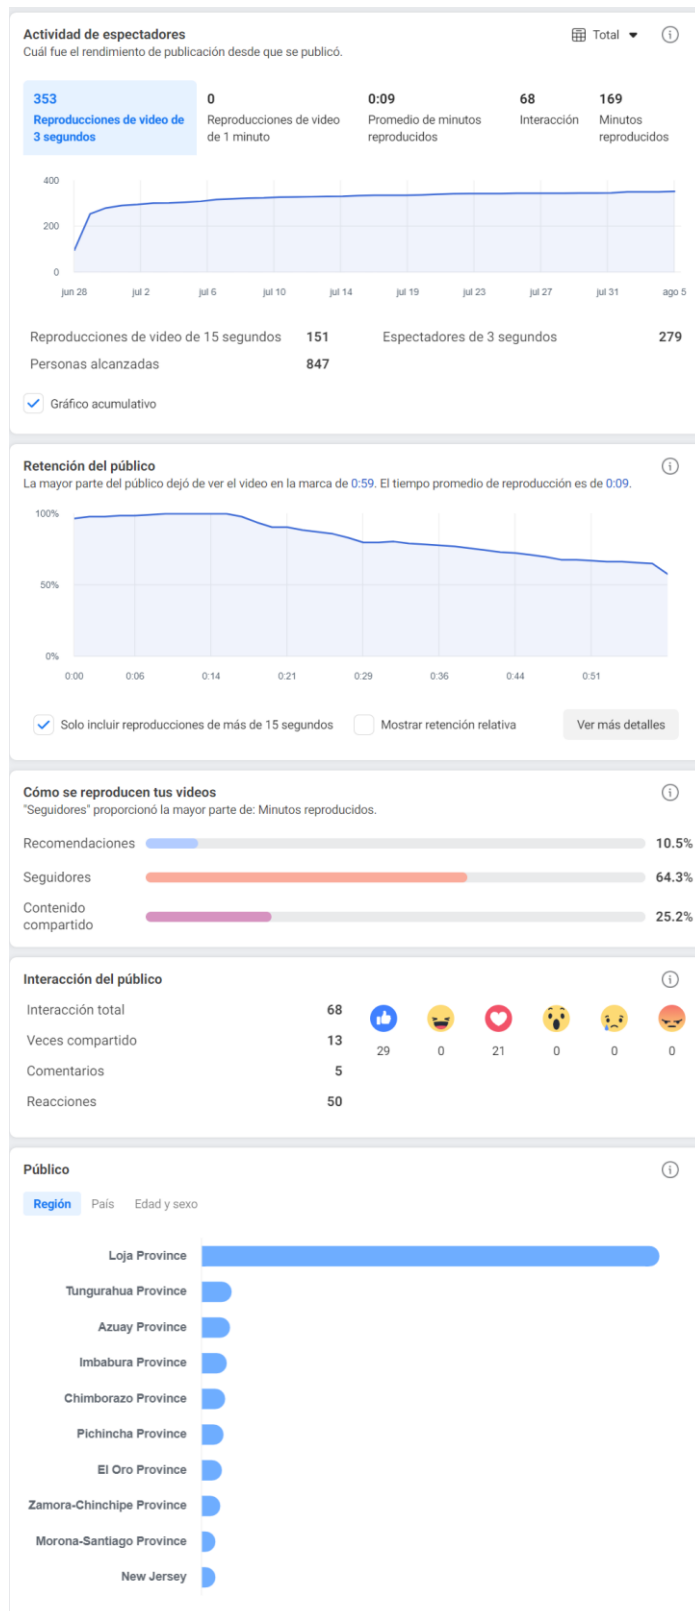 Actividad de espectadores
Total
Cuál fue el rendimiento de publicación desde que se publicó.
353 0 0:09 68 169
Reproducciones de video de 3 segundos
Reproducciones de video de 1 minuto
Promedio de minutos reproducidos
Interacción
Minutos reproducidos
400
200
0
jun 28 jul 2 jul 6 jul 10 jul 14 jul 19 jul 23 jul 27 jul 31 ago 5
Reproducciones de video de 15 segundos 151 Espectadores de 3 segundos 279
Personas alcanzadas 847
Gráfico acumulativo
Retención del público
La mayor parte del público dejó de ver el video en la marca de 0:59. El tiempo promedio de reproducción es de 0:09.
100%
50%
0%
0:00 0:06 0:14 0:21 0:29 0:36 0:44 0:51
Solo incluir reproducciones de más de 15 segundos Mostrar retención relativa Ver más detalles
Cómo se reproducen tus videos
"Seguidores" proporcionó la mayor parte de: Minutos reproducidos.
Recomendaciones 10.5%
Seguidores 64.3%
Contenido
compartido 25.2%
Interacción del público
Interacción total 68
Veces compartido 13
29 0 21 0 0 0
Comentarios 5
Reacciones 50
Público
Región País Edad y sexo
Loja Province
Tungurahua Province
Azuay Province
Imbabura Province
Chimborazo Province
Pichincha Province
El Oro Province
Zamora-Chinchipe Province
Morona-Santiago Province
New Jersey